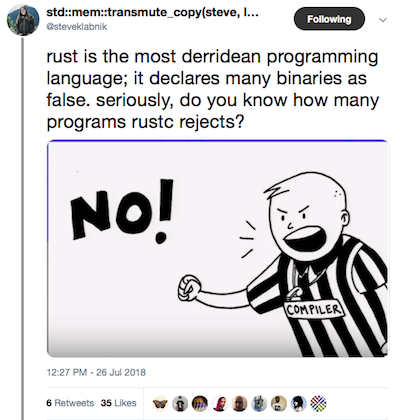 std::mem::transmute_copy(steve, l...
@steveklabnik
Following
rust is the most derridean programming
language; it declares many binaries as
false. seriously, do you know how many
programs rustc rejects?
NO!
COMPILER
12:27 PM - 26 Jul 2018
6 Retweets 35 Likes